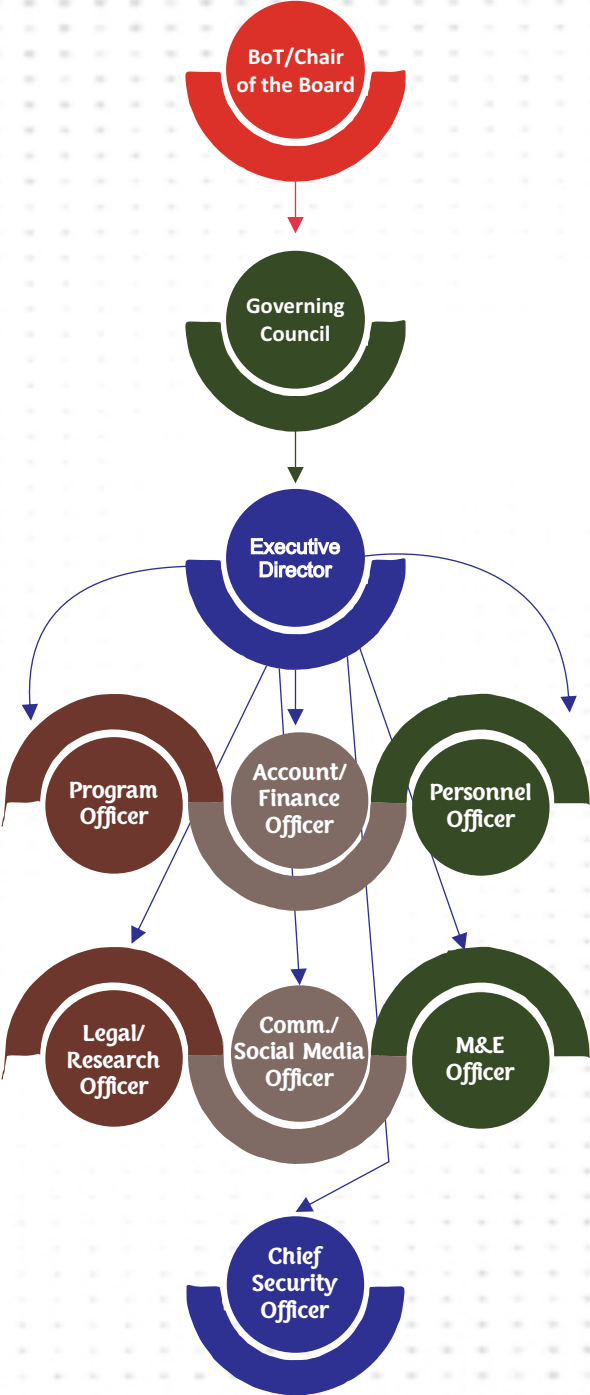 BoT/Chair
of the Board
Governing
Council
Executive
Director
Program
Officer
Account/
Finance
Officer
Personnel
Officer
Legal/
Research
Officer
Comm./
Social Media
Officer
M&E
Officer
Chief
Security
Officer